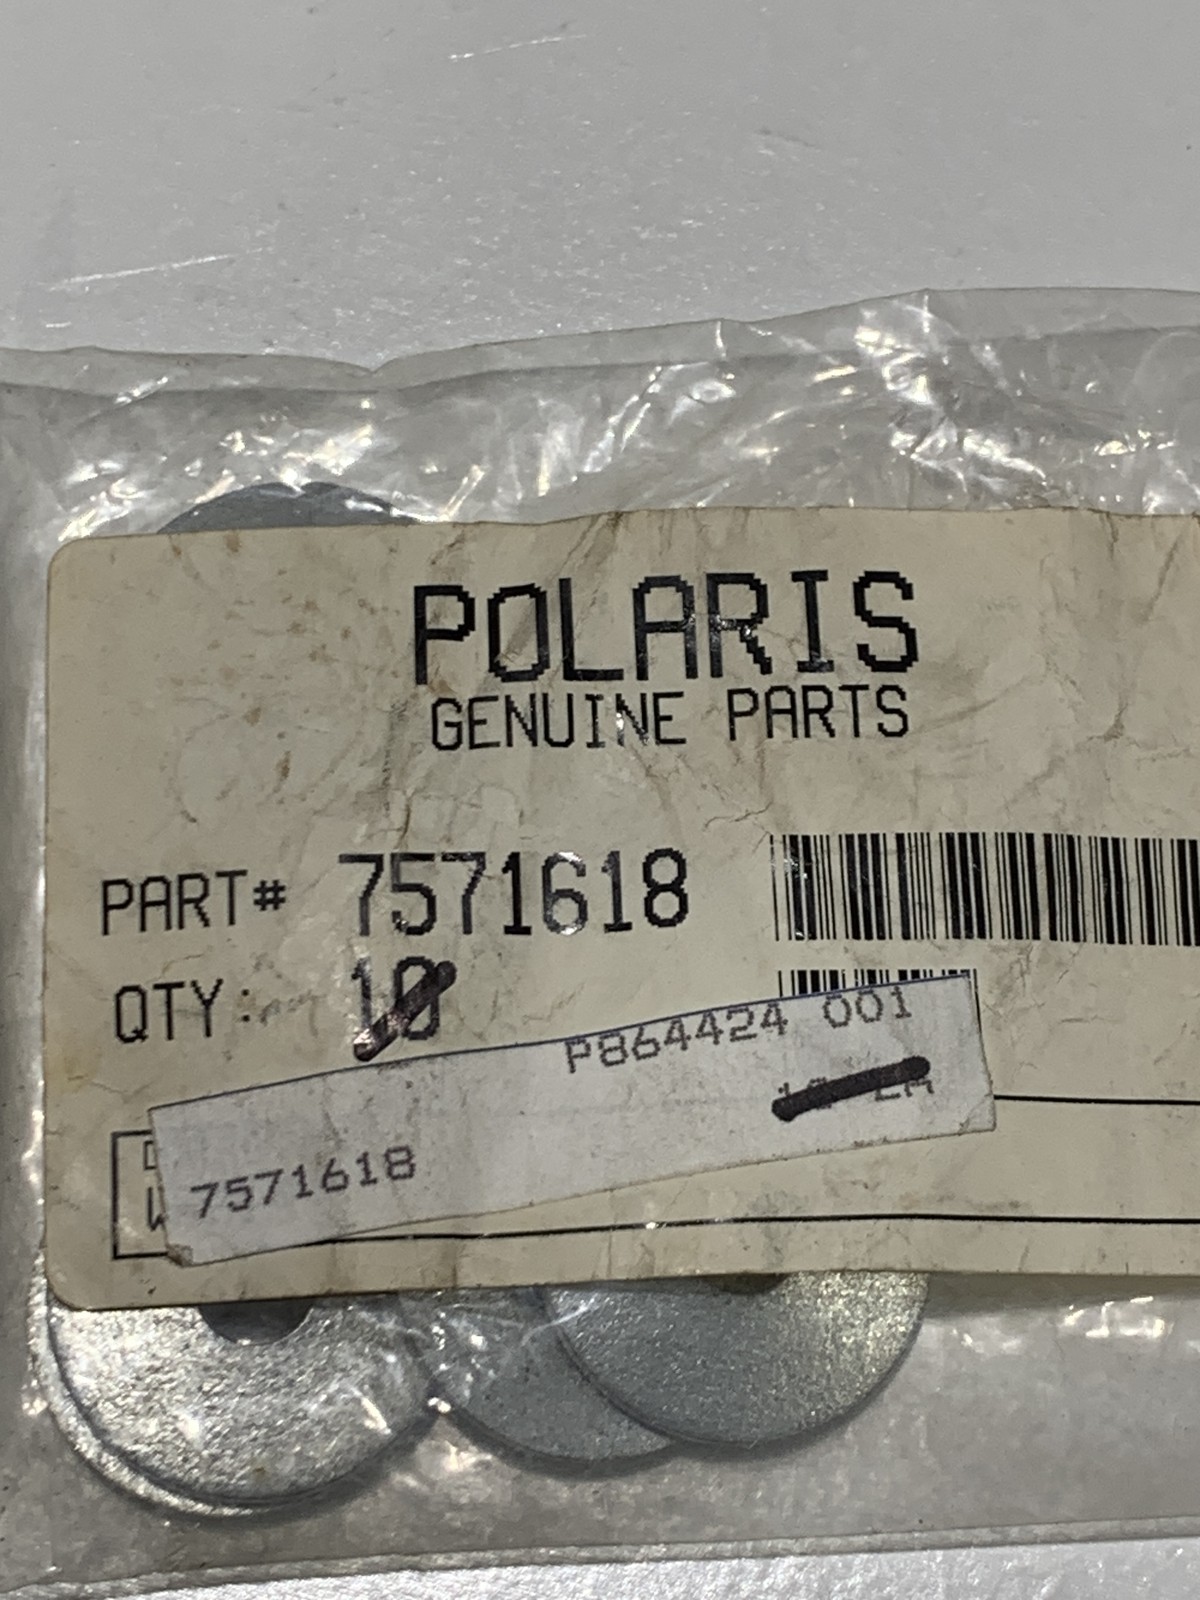 POLARIS
GENUINE PARTS
PART# 7571618
QTY: 10
P864424 001
7571618